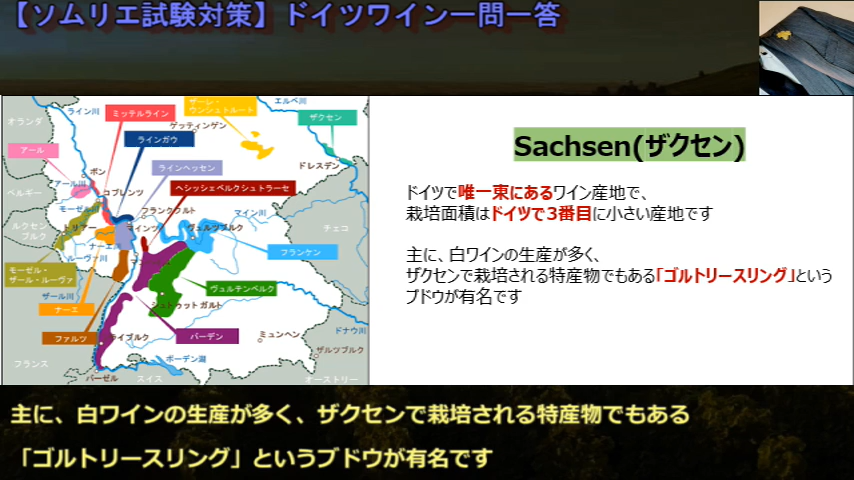 【ソムリエ試験対策】ドイツワイン一問一答
ライン川
ミッテルライン
ザーレ・
ウンシュトルート
エルベ川
オランダ
ゲッティンゲン
ザクセン
ラインガウ
アール
ラインヘッセン
ドレスデン
ボン
アール川
コブレンツ
ヘシッシェベルクシュトラーセ
ベルギー
モーゼル川
フランクフルト
マイン川
ルクセン
ブルク
トリアー
マインツ
ヴュルツブルク
チェコ
ナーエ川
フランケン
モーゼル・
ザール・ルーヴァ
ルーヴァ川
ヴュルテンベルク
ザール川
ナーエ
シュトゥットガルト
ファルツ
バーデン
ドナウ川
ミュンヘン
ザルツブルク
フランス
ボーデン湖
バーゼル
スイス
オーストリー
Sachsen(ザクセン)
ドイツで唯一東にあるワイン産地で、
栽培面積はドイツで3番目に小さい産地です
主に、白ワインの生産が多く、
ザクセンで栽培される特産物でもある「ゴルトリースリング」という
ブドウが有名です
主に、白ワインの生産が多く、ザクセンで栽培される特産物でもある
「ゴルトリースリング」というブドウが有名です